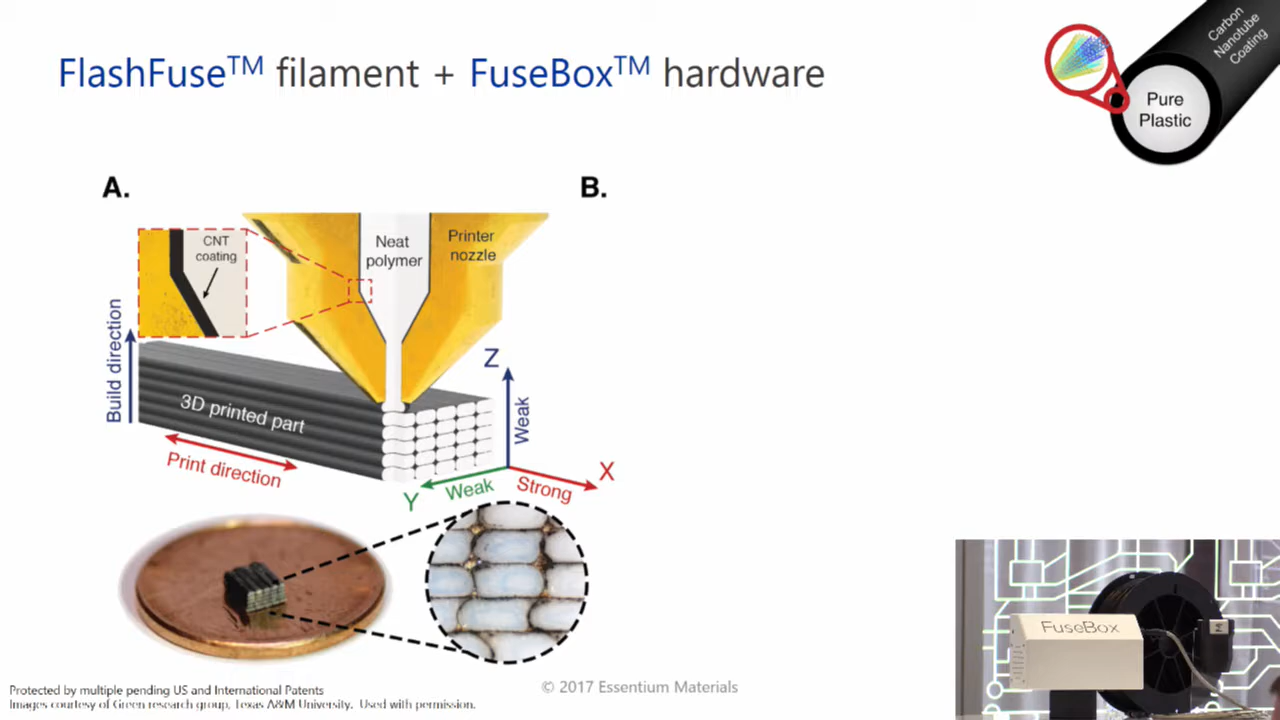 FlashFuse™ filament + FuseBox™ hardware
Carbon
Nanotube
Coating
Pure
Plastic
A.
B.
CNT
coating
Neat
polymer
Printer
nozzle
Build direction
3D printed part
Print direction
Z
Weak
X
Strong
Y
Weak
FuseBox
© 2017 Essentium Materials
Protected by multiple pending US and International Patents
Images courtesy of Green research group, Texas A&M University. Used with permission.